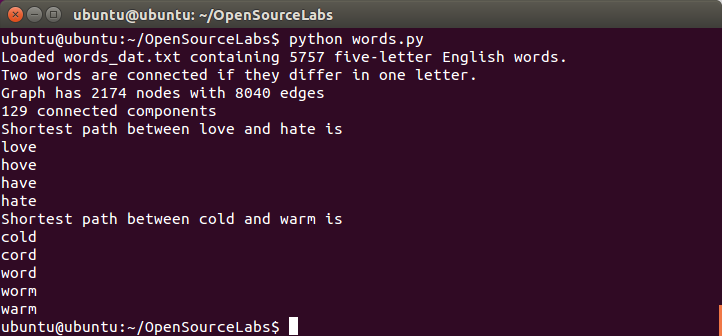 ubuntu@ubuntu: ~/OpenSourceLabs
ubuntu@ubuntu:~/OpenSourceLabs$ python words.py
Loaded words_dat.txt containing 5757 five-letter English words.
Two words are connected if they differ in one letter.
Graph has 2174 nodes with 8040 edges
129 connected components
Shortest path between love and hate is
love
hove
have
hate
Shortest path between cold and warm is
cold
cord
word
worm
warm
ubuntu@ubuntu:~/OpenSourceLabs$